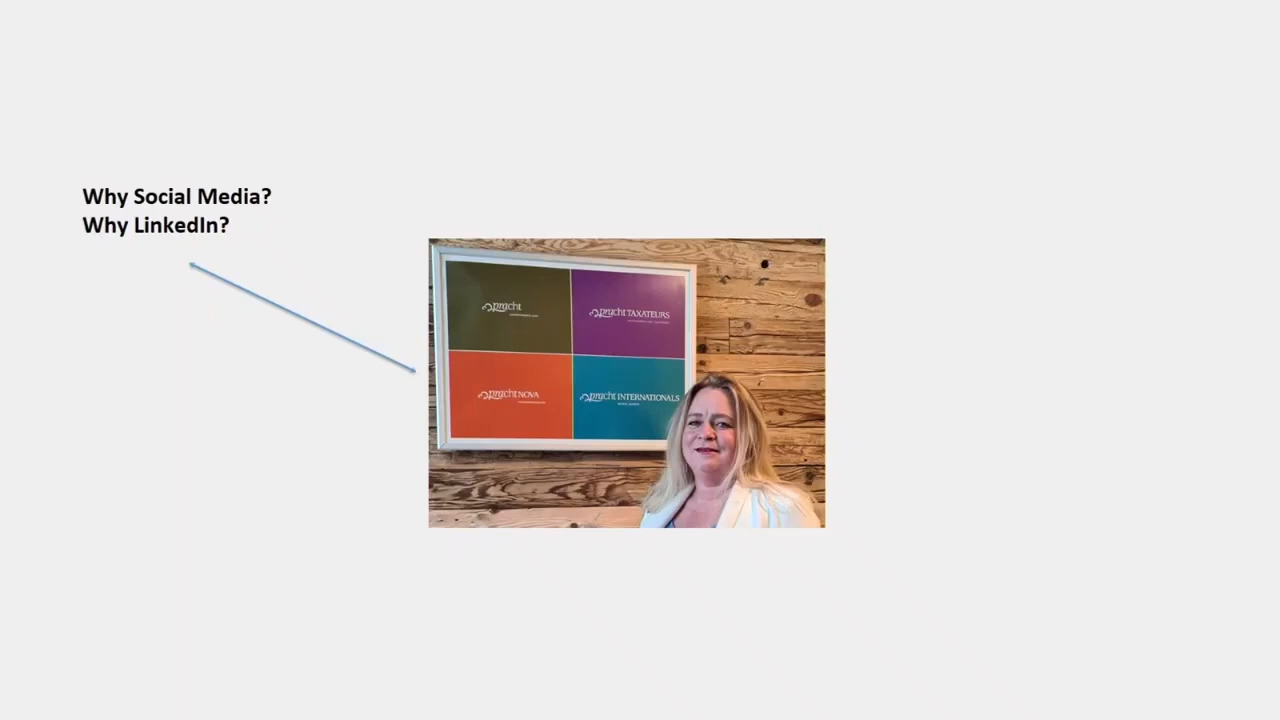 Why Social Media?
Why LinkedIn?
pracht
pracht TAXATEURS
pracht NOVA
pracht INTERNATIONALS